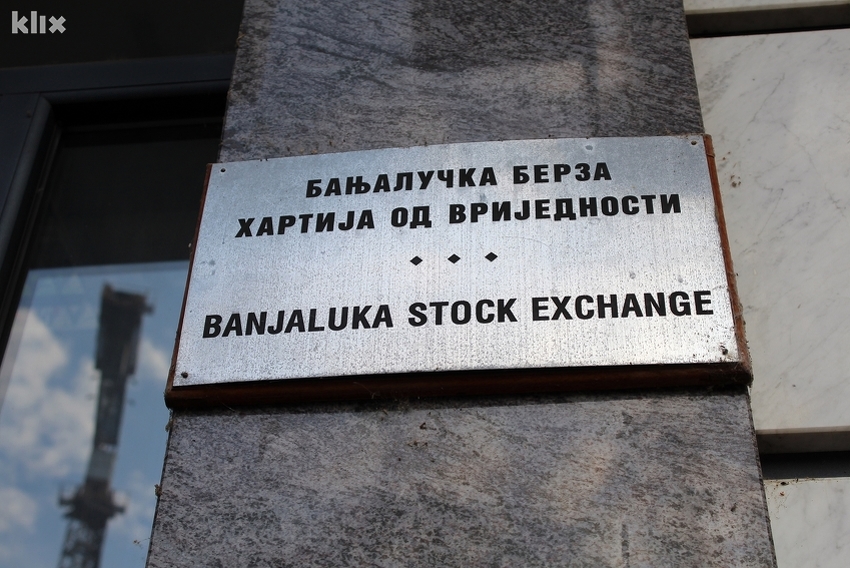 klix
БАЊАЛУЧКА БЕРЗА
ХАРТИЈА ОД ВРИЈЕДНОСТИ
BANJALUKA STOCK EXCHANGE